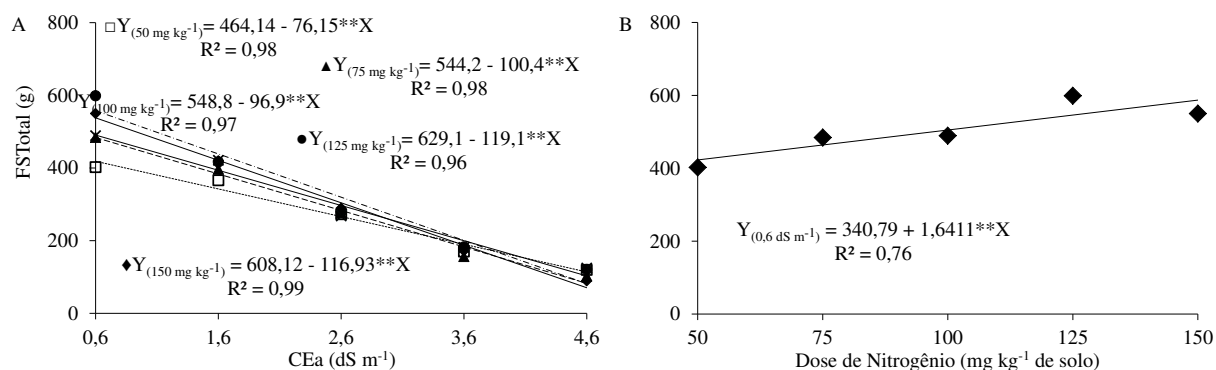 A
800
600
400
200
0
FSTotal (g)
0,6
1,6
2,6
3,6
4,6
CEa (dS m⁻¹)
Y(50 mg kg⁻¹)= 464,14 - 76,15**X
R² = 0,98
Y(75 mg kg⁻¹)= 544,2 - 100,4**X
R² = 0,98
Y(100 mg kg⁻¹)= 548,8 - 96,9**X
R² = 0,97
Y(125 mg kg⁻¹)= 629,1 - 119,1**X
R² = 0,96
Y(150 mg kg⁻¹) = 608,12 - 116,93**X
R² = 0,99
B
800
600
400
200
0
Y(0,6 dS m⁻¹) = 340,79 + 1,6411**X
R² = 0,76
50
75
100
125
150
Dose de Nitrogênio (mg kg⁻¹ de solo)